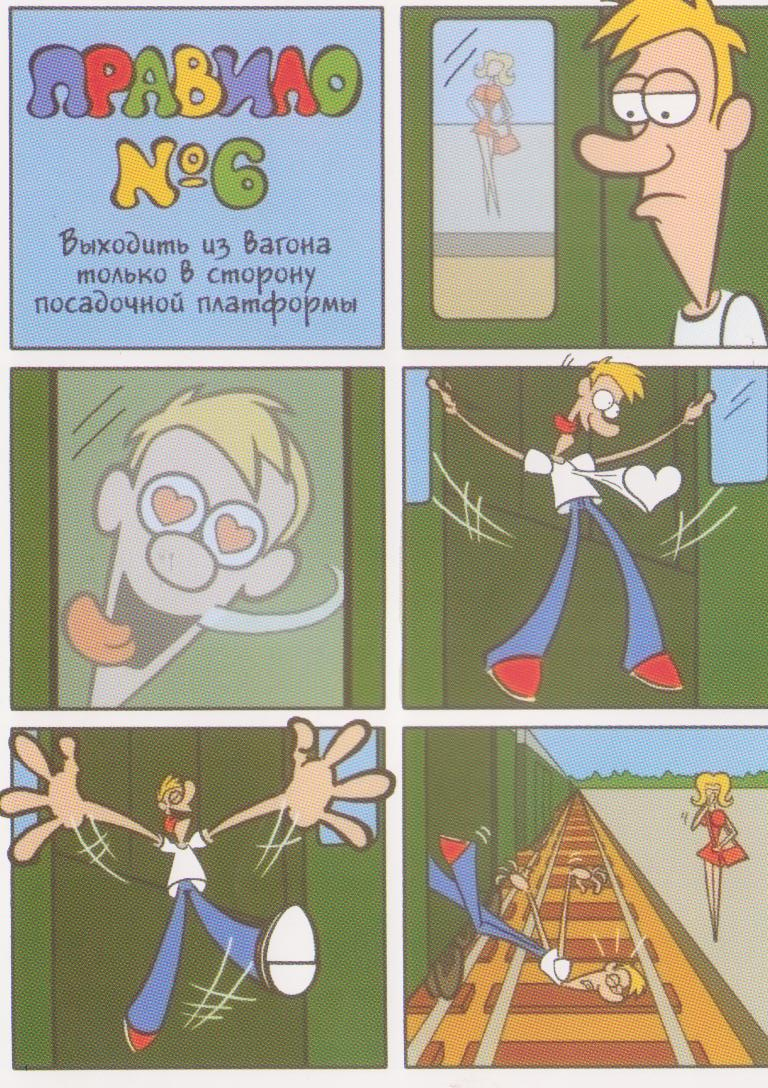 ПРАВИЛО
№6
Выходить из вагона
только в сторону
посадочной платформы